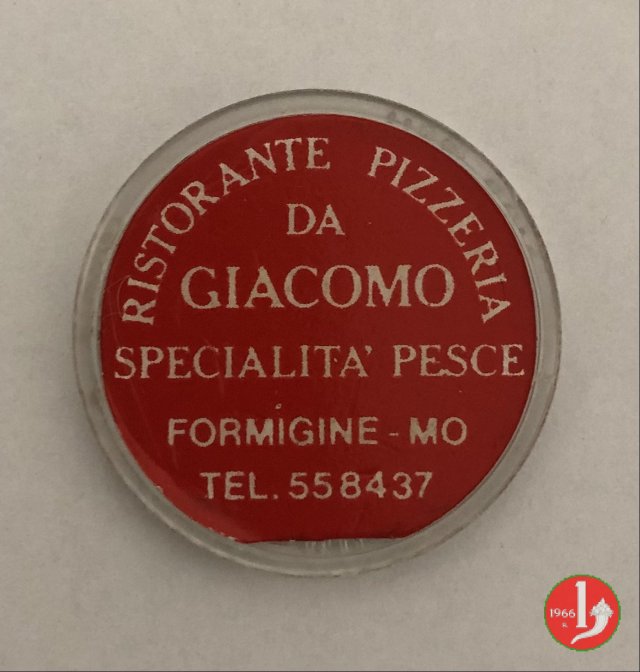 RISTORANTE PIZZERIA
DA
GIACOMO
SPECIALITA' PESCE
FORMIGINE - MO
TEL. 558437
1966